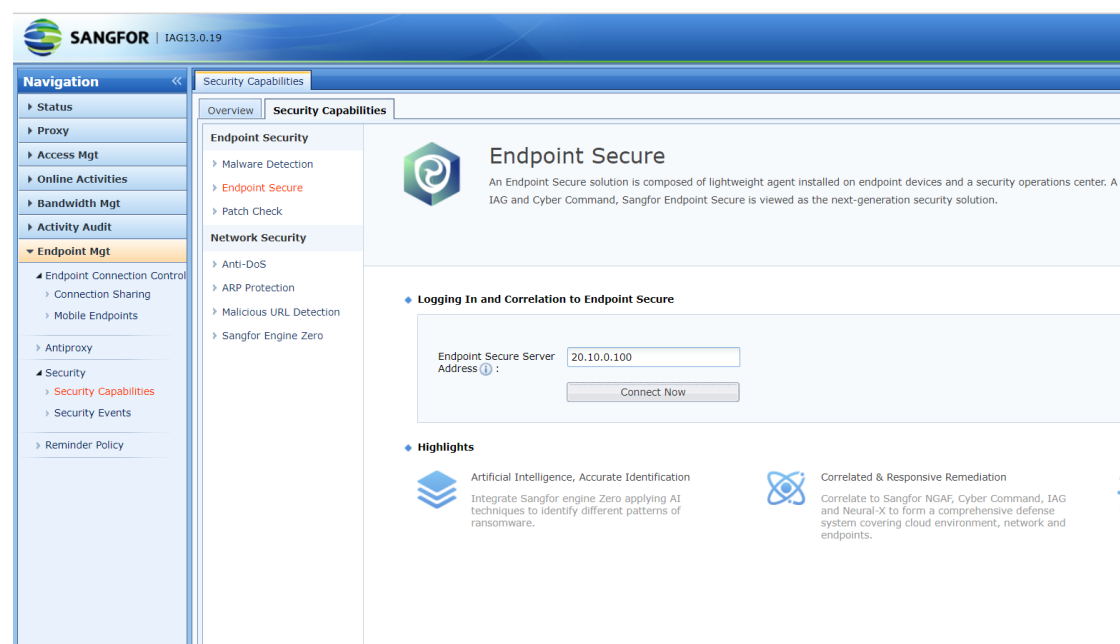 SANGFOR | IAG13.0.19
Navigation
Status
Proxy
Access Mgt
Online Activities
Bandwidth Mgt
Activity Audit
Endpoint Mgt
Endpoint Connection Control
Connection Sharing
Mobile Endpoints
Antiproxy
Security
Security Capabilities
Security Events
Reminder Policy
Security Capabilities
Overview
Security Capabilities
Endpoint Security
Malware Detection
Endpoint Secure
Patch Check
Network Security
Anti-DoS
ARP Protection
Malicious URL Detection
Sangfor Engine Zero
Endpoint Secure
An Endpoint Secure solution is composed of lightweight agent installed on endpoint devices and a security operations center. A
IAG and Cyber Command, Sangfor Endpoint Secure is viewed as the next-generation security solution.
Logging In and Correlation to Endpoint Secure
Endpoint Secure Server
Address :
20.10.0.100
Connect Now
Highlights
Artificial Intelligence, Accurate Identification
Integrate Sangfor engine Zero applying AI
techniques to identify different patterns of
ransomware.
Correlated & Responsive Remediation
Correlate to Sangfor NGAF, Cyber Command, IAG
and Neural-X to form a comprehensive defense
system covering cloud environment, network and
endpoints.